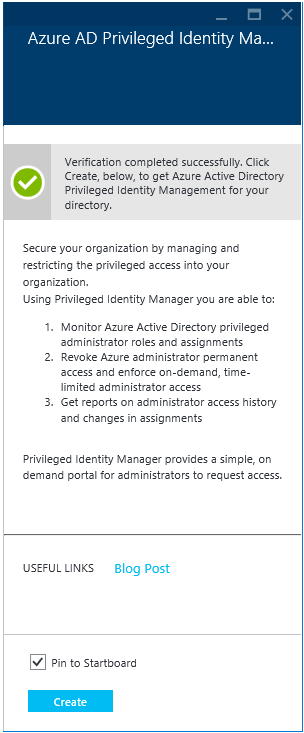 Azure AD Privileged Identity Ma...
Verification completed successfully. Click
Create, below, to get Azure Active Directory
Privileged Identity Management for your
directory.
Secure your organization by managing and
restricting the privileged access into your
organization.
Using Privileged Identity Manager you are able to:
1. Monitor Azure Active Directory privileged
administrator roles and assignments
2. Revoke Azure administrator permanent
access and enforce on-demand, time-
limited administrator access
3. Get reports on administrator access history
and changes in assignments
Privileged Identity Manager provides a simple, on
demand portal for administrators to request access.
USEFUL LINKS Blog Post
Pin to Startboard
Create